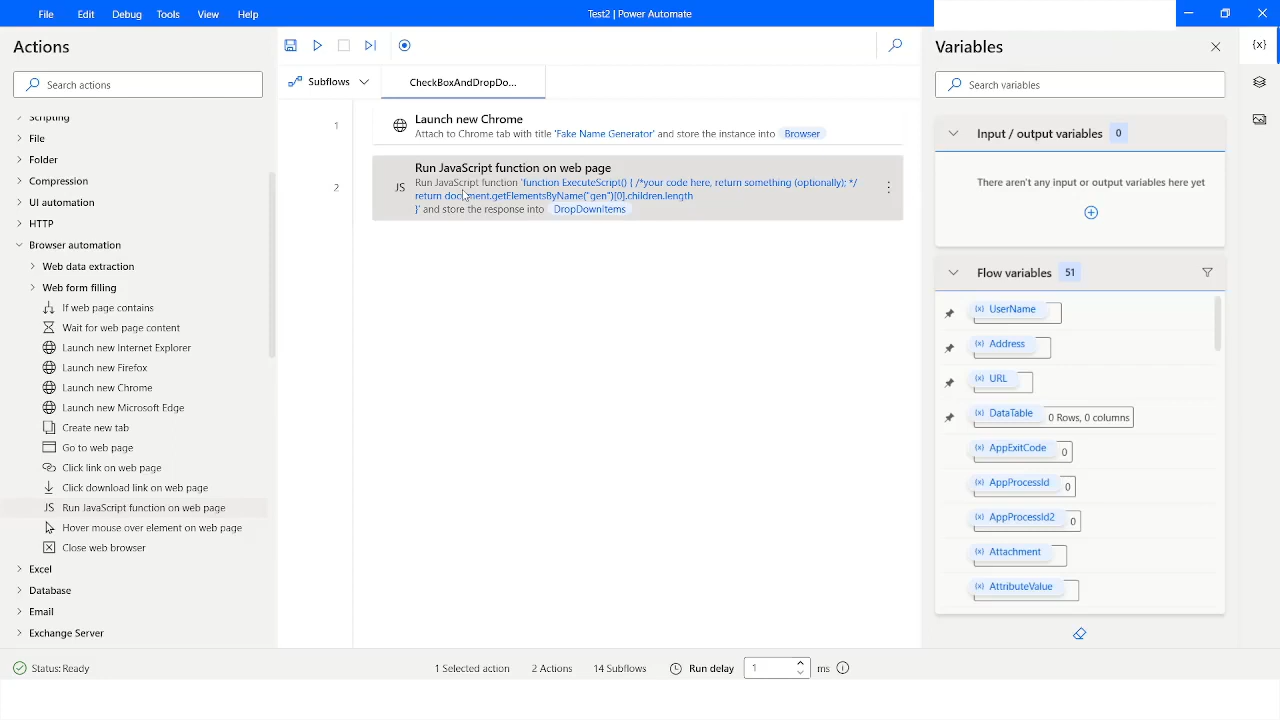 File Edit Debug Tools View Help
Test2 | Power Automate
Actions
Search actions
Scripting
File
Folder
Compression
UI automation
HTTP
Browser automation
Web data extraction
Web form filling
If web page contains
Wait for web page content
Launch new Internet Explorer
Launch new Firefox
Launch new Chrome
Launch new Microsoft Edge
Create new tab
Go to web page
Click link on web page
Click download link on web page
JS Run JavaScript function on web page
Hover mouse over element on web page
Close web browser
Excel
Database
Email
Exchange Server
Subflows
CheckBoxAndDropDo...
1
Launch new Chrome
Attach to Chrome tab with title 'Fake Name Generator' and store the instance into Browser
2
JS
Run JavaScript function on web page
Run JavaScript function 'function ExecuteScript() { /*your code here, return something (optionally); */
return document.getElementsByName("gen")[0].children.length
}' and store the response into DropDownItems
Variables
{x}
Search variables
Input / output variables 0
There aren't any input or output variables here yet
Flow variables 51
{x} UserName
{x} Address
{x} URL
{x} DataTable 0 Rows, 0 columns
{x} AppExitCode 0
{x} AppProcessId 0
{x} AppProcessId2 0
{x} Attachment
{x} AttributeValue
Status: Ready
1 Selected action
2 Actions
14 Subflows
Run delay 1 ms